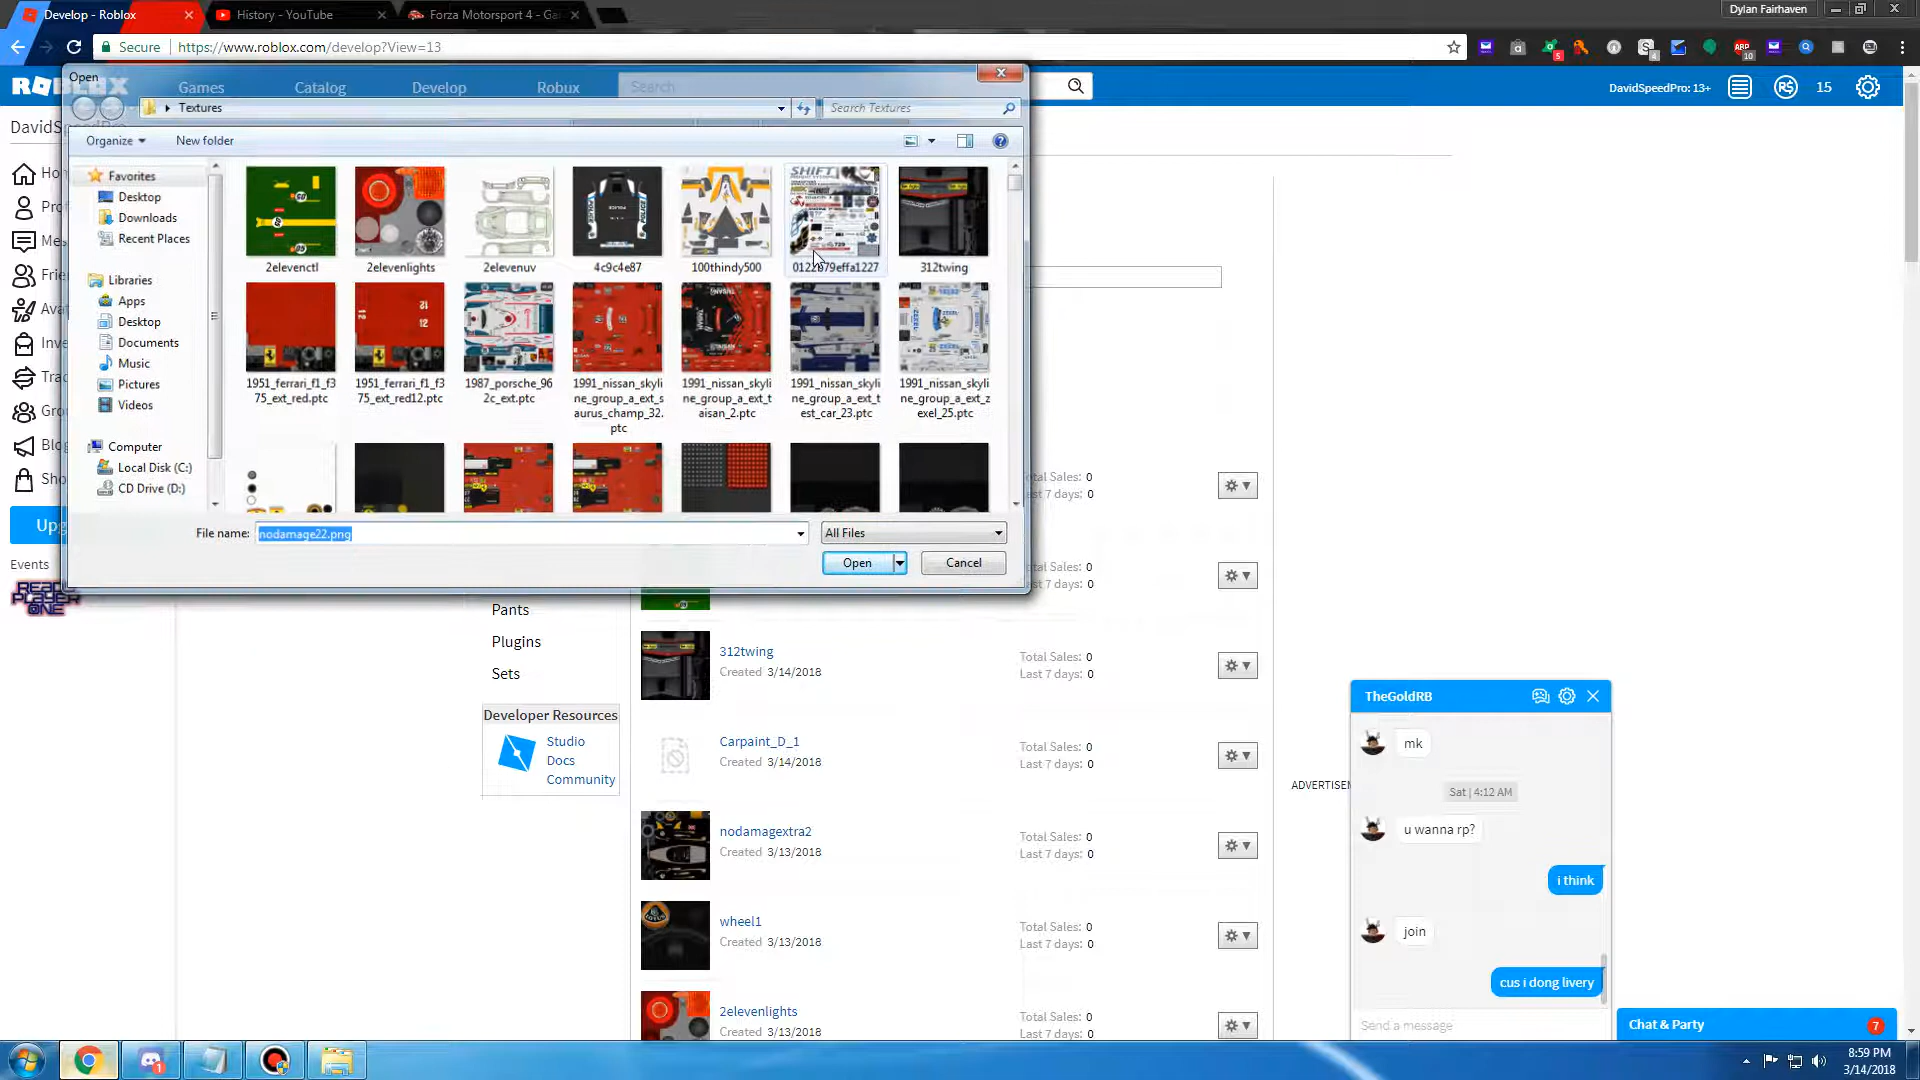 Develop - Roblox
History - YouTube
Forza Motorsport 4 - Ga
Dylan Fairhaven
Secure
https://www.roblox.com/develop?View=13
Open
Games
Catalog
Develop
Robux
Search
DavidSpeedPro: 13+
15
Textures
Search Textures
Organize
New folder
Favorites
Desktop
Downloads
Recent Places
Libraries
Apps
Desktop
Documents
Music
Pictures
Videos
Computer
Local Disk (C:)
CD Drive (D:)
2elevenctl
2elevenlights
2elevenuv
4c9c4e87
100thindy500
312twing
1951_ferrari_f1_f3
75_ext_red.ptc
1951_ferrari_f1_f3
75_ext_red12.ptc
1987_porsche_96
2c_ext.ptc
1991_nissan_skyli
ne_group_a_ext_s
aurus_champ_32.
ptc
1991_nissan_skyli
ne_group_a_ext_t
aisan_2.ptc
1991_nissan_skyli
ne_group_a_ext_t
est_car_23.ptc
1991_nissan_skyli
ne_group_a_ext_z
exel_25.ptc
File name:
nodamage22.png
All Files
Open
Cancel
Events
READY
PLAYER
ONE
Pants
Plugins
Sets
Developer Resources
Studio
Docs
Community
tal Sales: 0
st 7 days: 0
tal Sales: 0
st 7 days: 0
312twing
Created 3/14/2018
Total Sales: 0
Last 7 days: 0
Carpaint_D_1
Created 3/14/2018
Total Sales: 0
Last 7 days: 0
nodamagextra2
Created 3/13/2018
Total Sales: 0
Last 7 days: 0
wheel1
Created 3/13/2018
Total Sales: 0
Last 7 days: 0
2elevenlights
Created 3/13/2018
Total Sales: 0
Last 7 days: 0
ADVERTISEM
TheGoldRB
mk
Sat | 4:12 AM
u wanna rp?
i think
join
cus i dong livery
Send a message
Chat & Party
7
8:59 PM
3/14/2018